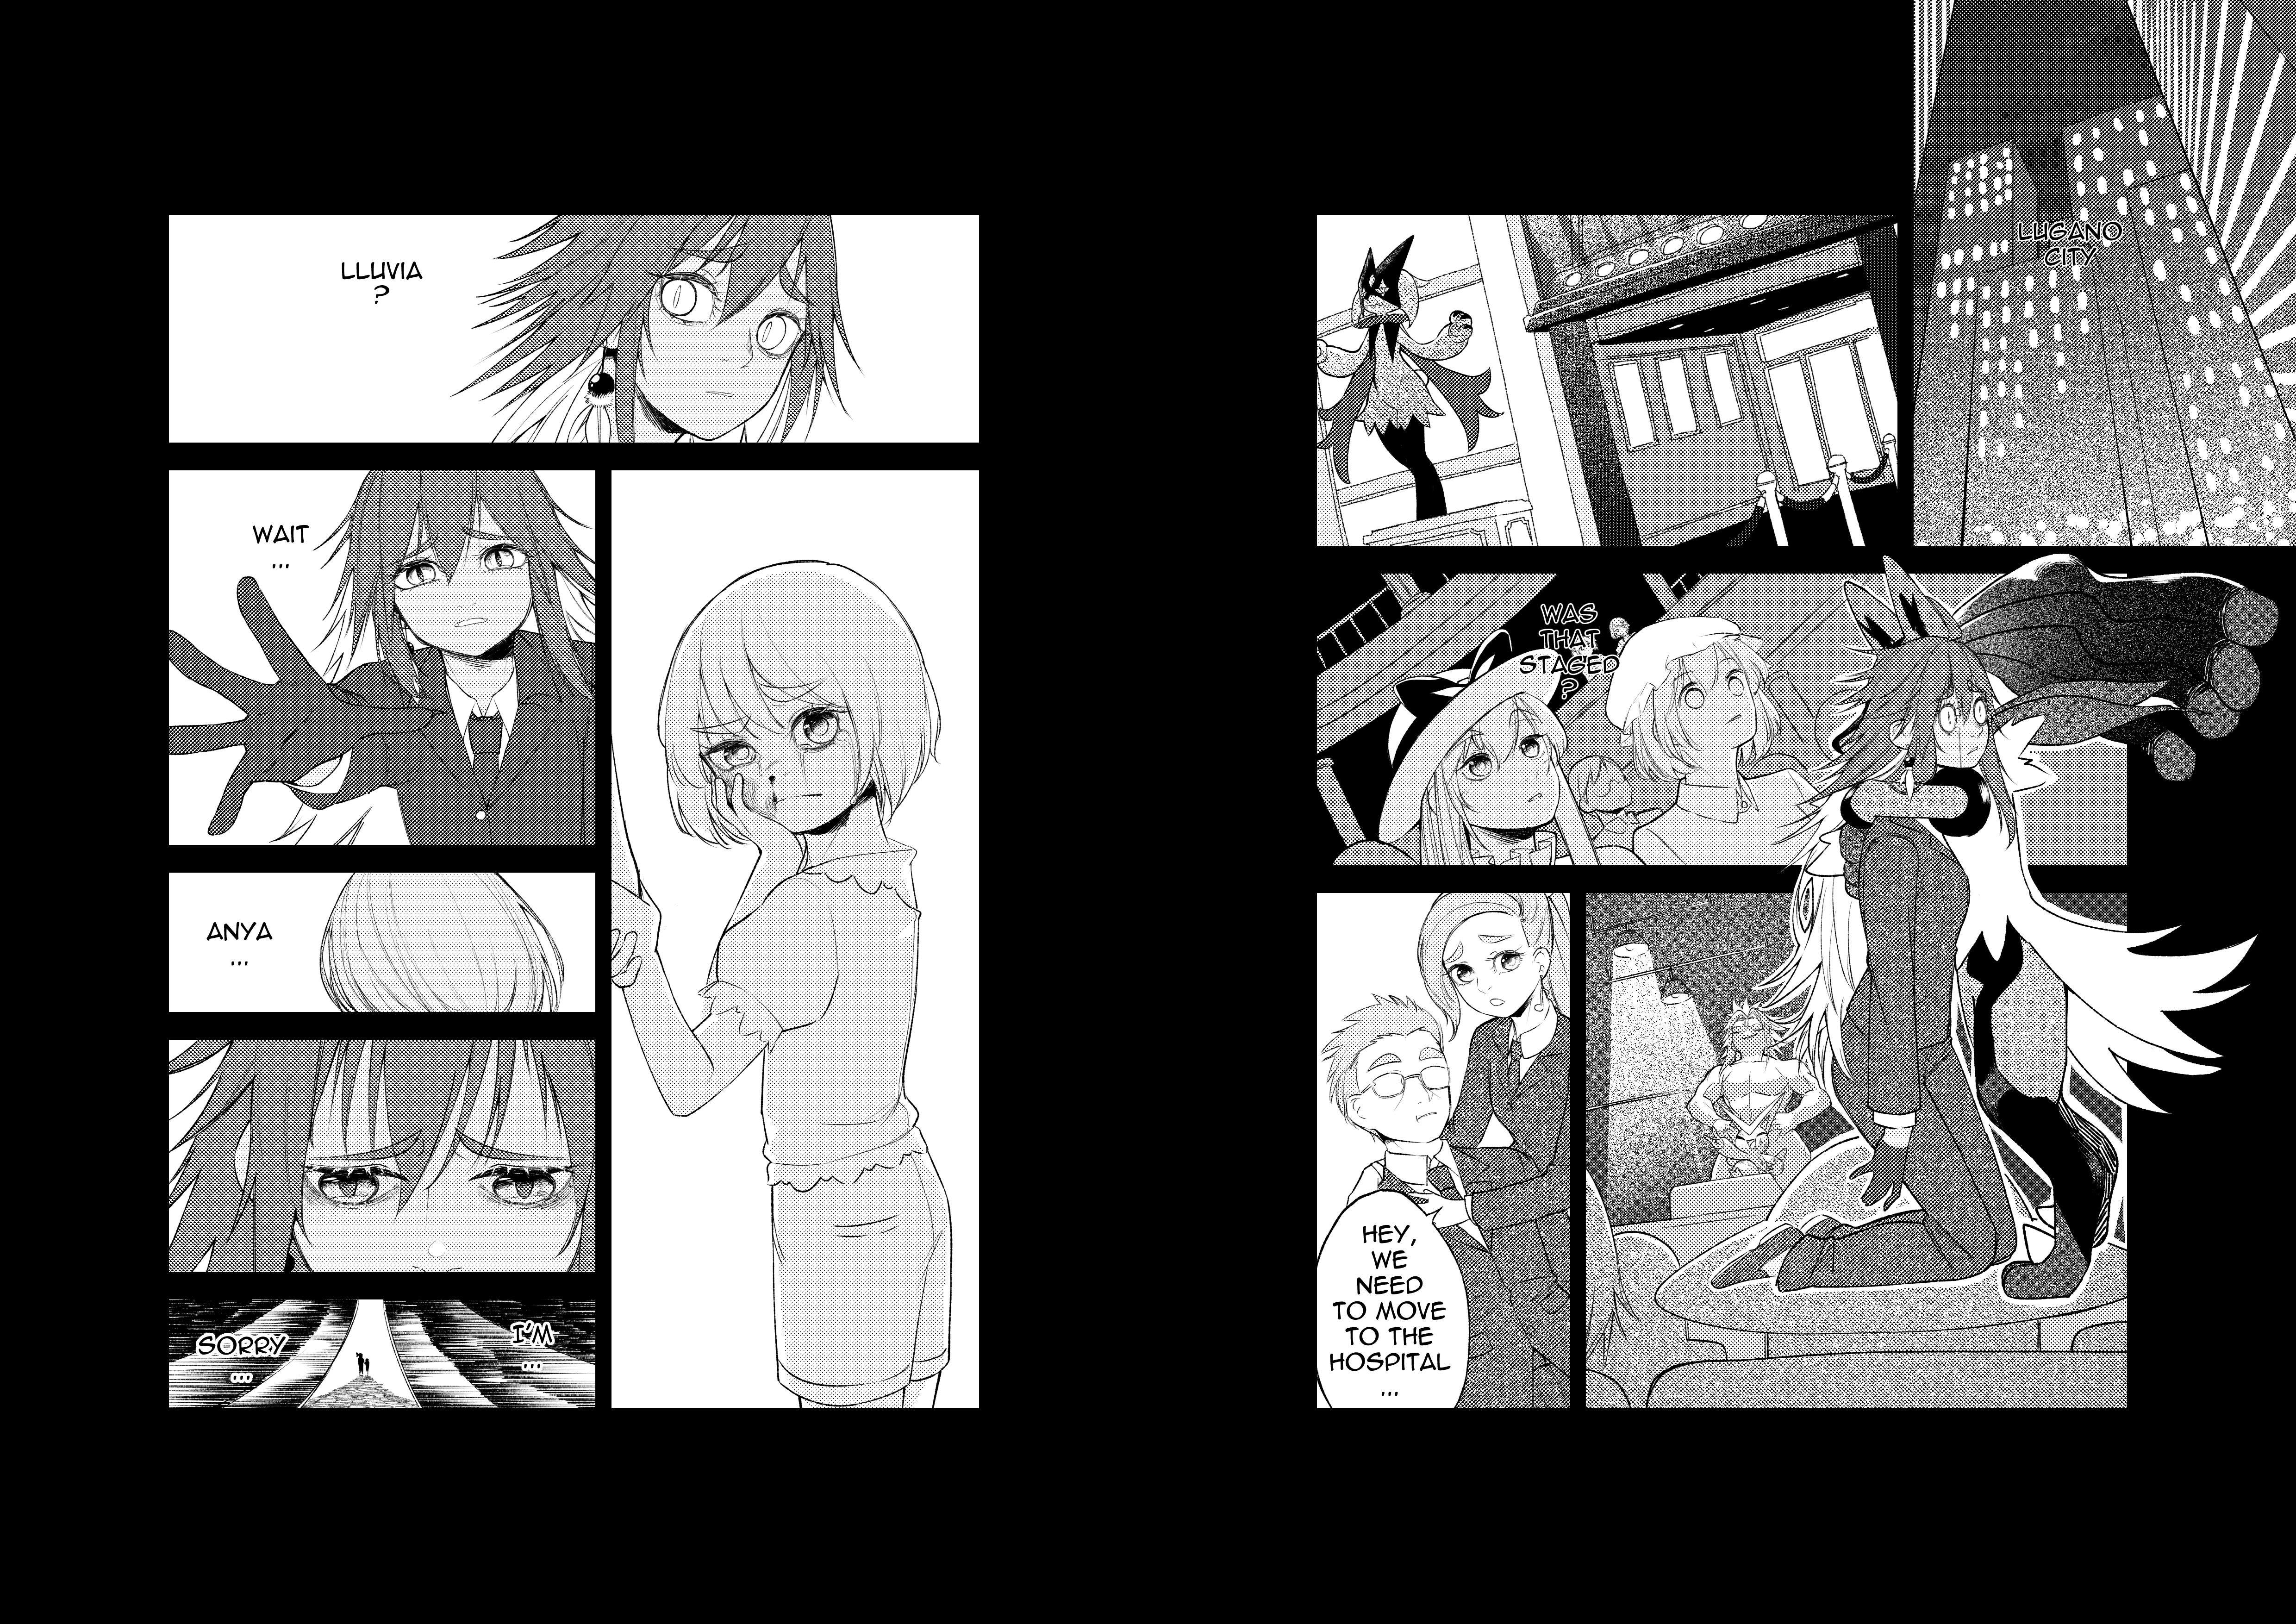 LUGANO
CITY
WAS
THAT
STAGED
?
HEY,
WE
NEED
TO MOVE
TO THE
HOSPITAL
...
LLUVIA
?
WAIT
...
ANYA
...
I'M
...
SORRY
...